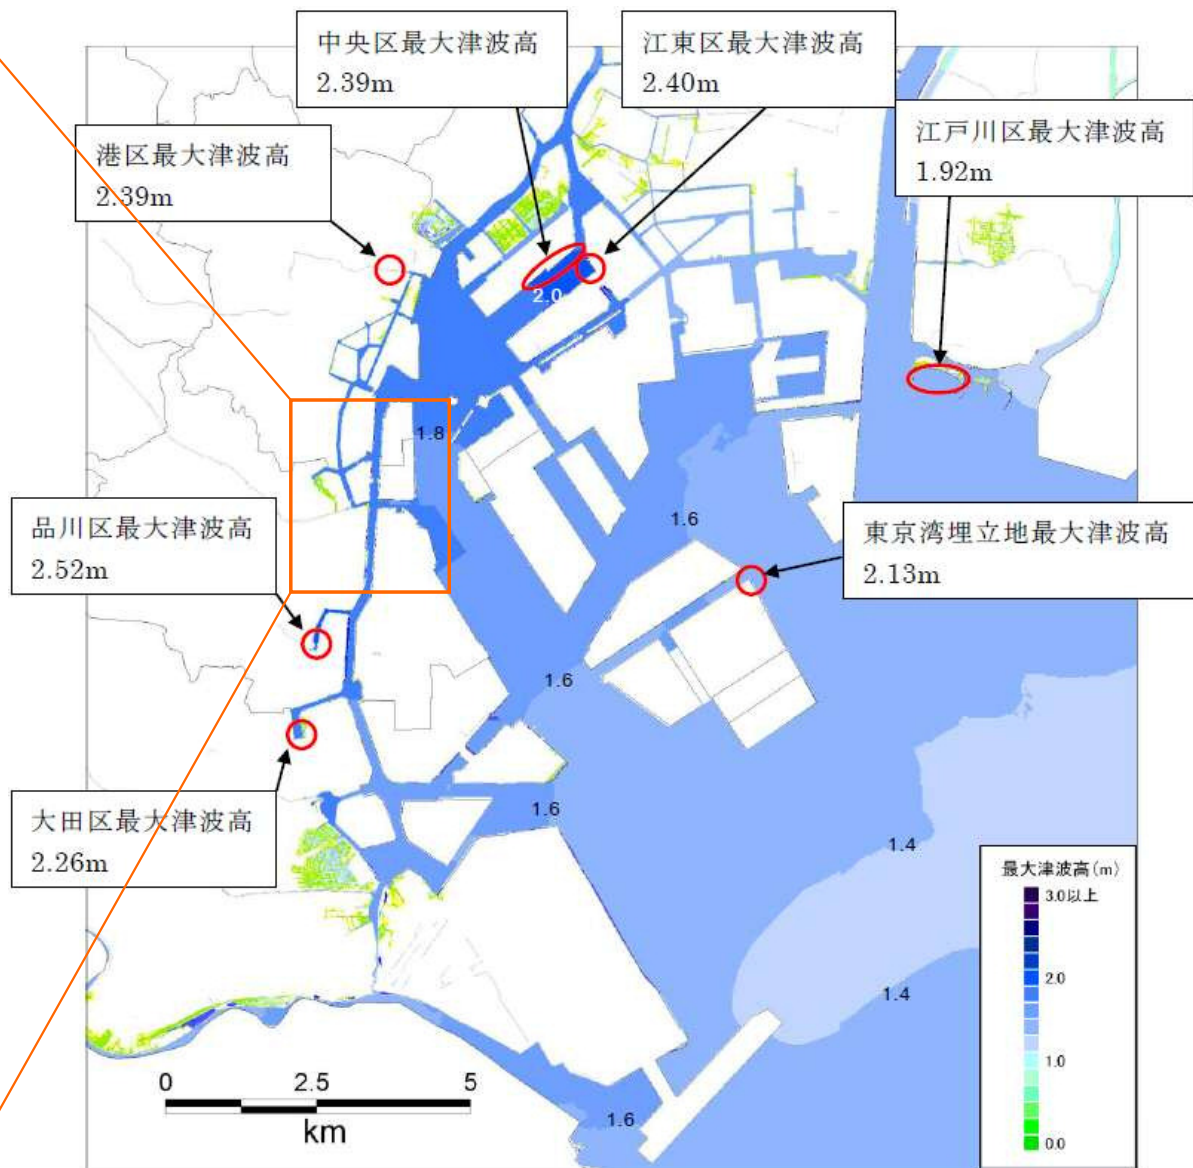 中央区最大津波高
2.39m
江東区最大津波高
2.40m
江戸川区最大津波高
1.92m
港区最大津波高
2.39m
2.0
1.8
品川区最大津波高
2.52m
1.6
東京湾埋立地最大津波高
2.13m
1.6
大田区最大津波高
2.26m
1.6
1.4
最大津波高(m)
3.0以上
2.0
1.0
0.0
1.4
0 2.5 5
km
1.6